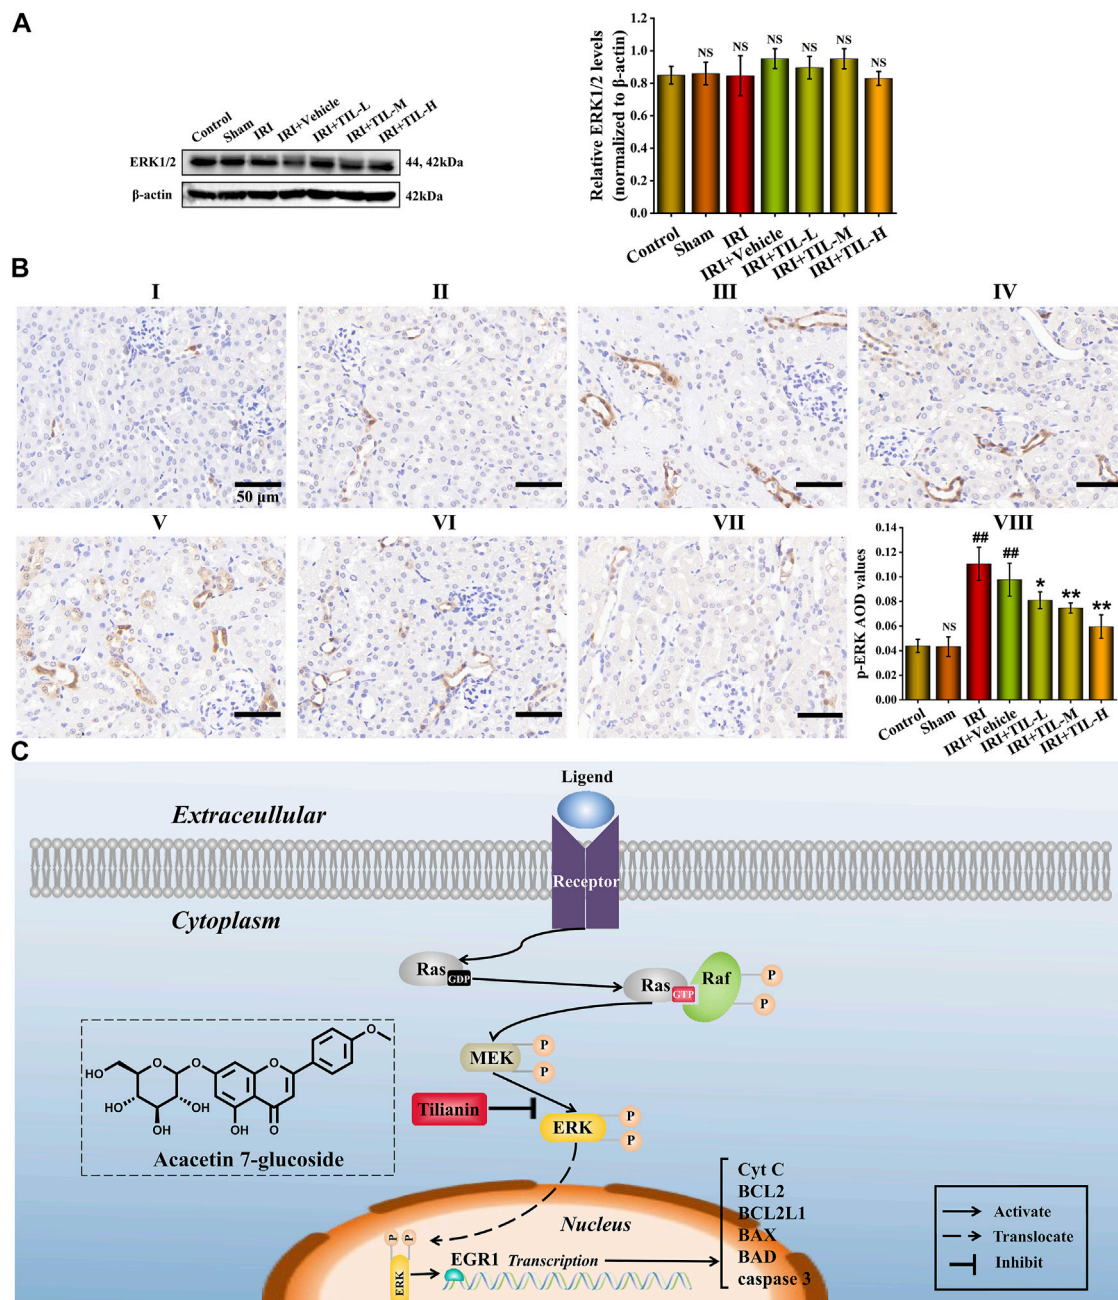 A
Control
Sham
IRI
IRI+Vehicle
IRI+TIL-L
IRI+TIL-M
IRI+TIL-H
ERK1/2
44, 42kDa
β-actin
42kDa
Relative ERK1/2 levels
(normalized to β-actin)
1.2
1.0
0.8
0.6
0.4
0.2
0.0
NS
NS
NS
NS
NS
NS
Control
Sham
IRI
IRI+Vehicle
IRI+TIL-L
IRI+TIL-M
IRI+TIL-H
B
I
II
III
IV
50 μm
V
VI
VII
VIII
p-ERK AOD values
0.14
0.12
0.10
0.08
0.06
0.04
0.02
0.00
NS
##
##
*
**
**
Control
Sham
IRI
IRI+Vehicle
IRI+TIL-L
IRI+TIL-M
IRI+TIL-H
C
Ligend
Extraceullular
Receptor
Cytoplasm
Ras
GDP
Ras
GTP
Raf
P
P
MEK
P
P
Tilianin
ERK
P
P
HO
O
O
O
O
HO
OH
OH
OH
O
Acacetin 7-glucoside
Nucleus
P
P
ERK
EGR1
Transcription
Cyt C
BCL2
BCL2L1
BAX
BAD
caspase 3
Activate
Translocate
Inhibit